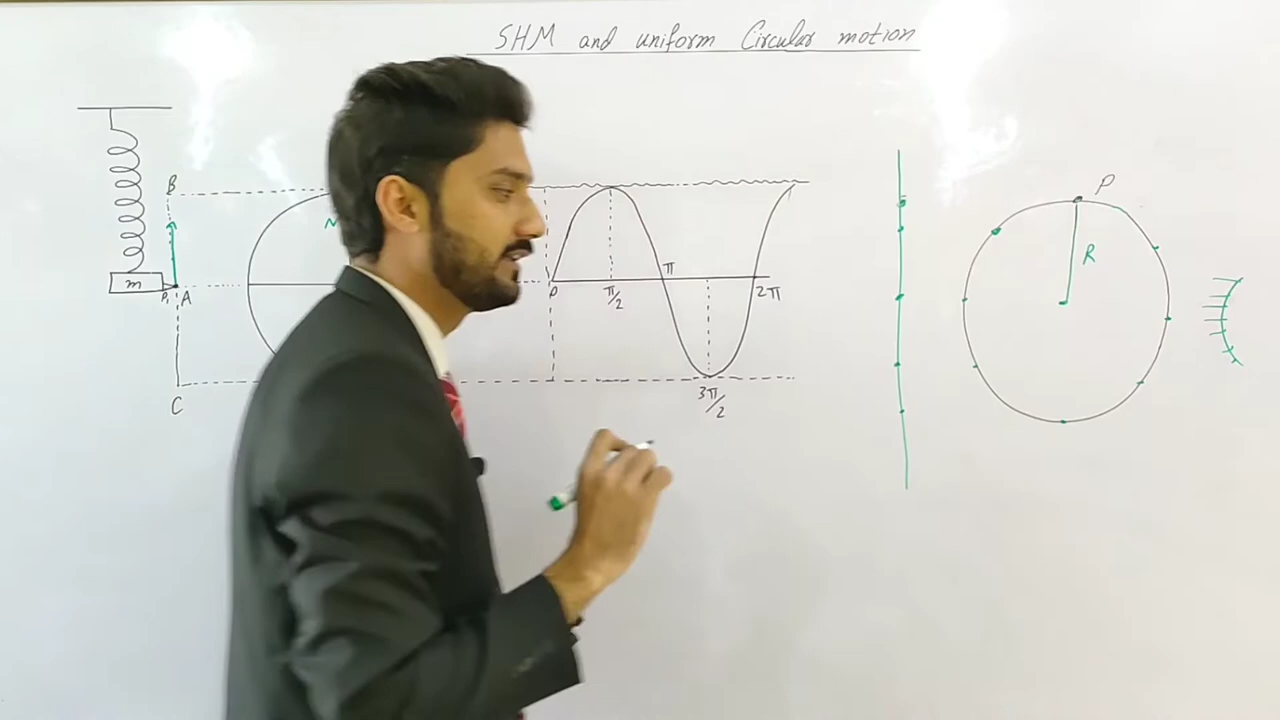 SHM and uniform Circular motion
B
m
P₁
A
C
N
P
π/2
π
3π/2
2π
P
R